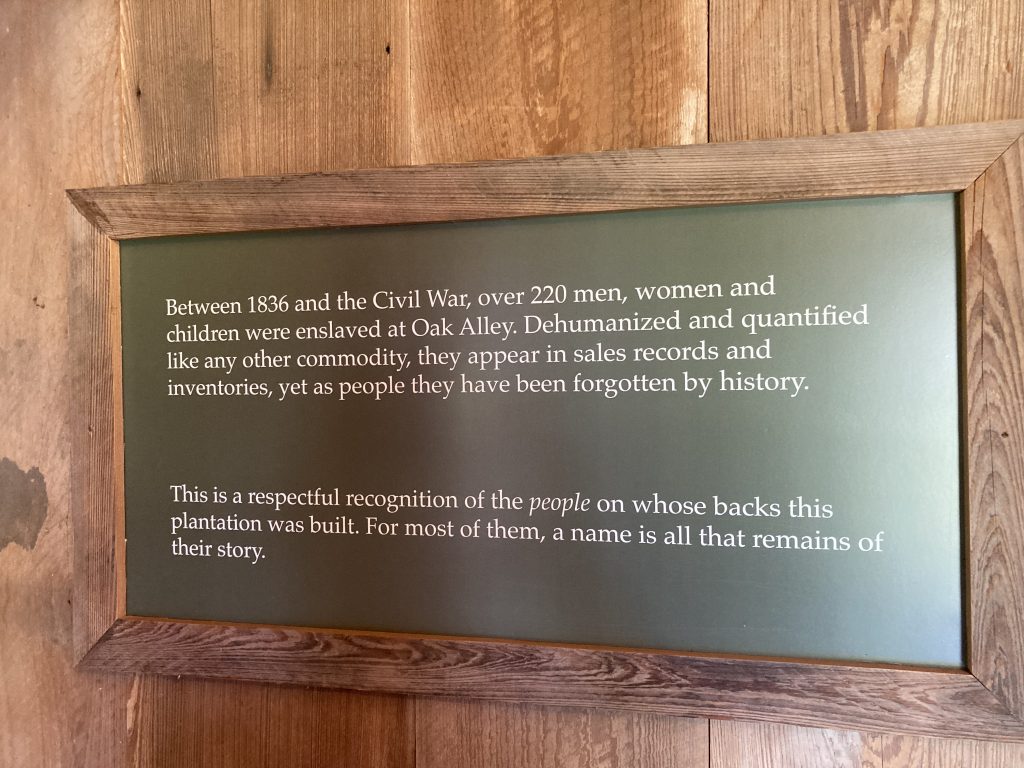 Between 1836 and the Civil War, over 220 men, women and
children were enslaved at Oak Alley. Dehumanized and quantified
like any other commodity, they appear in sales records and
inventories, yet as people they have been forgotten by history.
This is a respectful recognition of the people on whose backs this
plantation was built. For most of them, a name is all that remains of
their story.